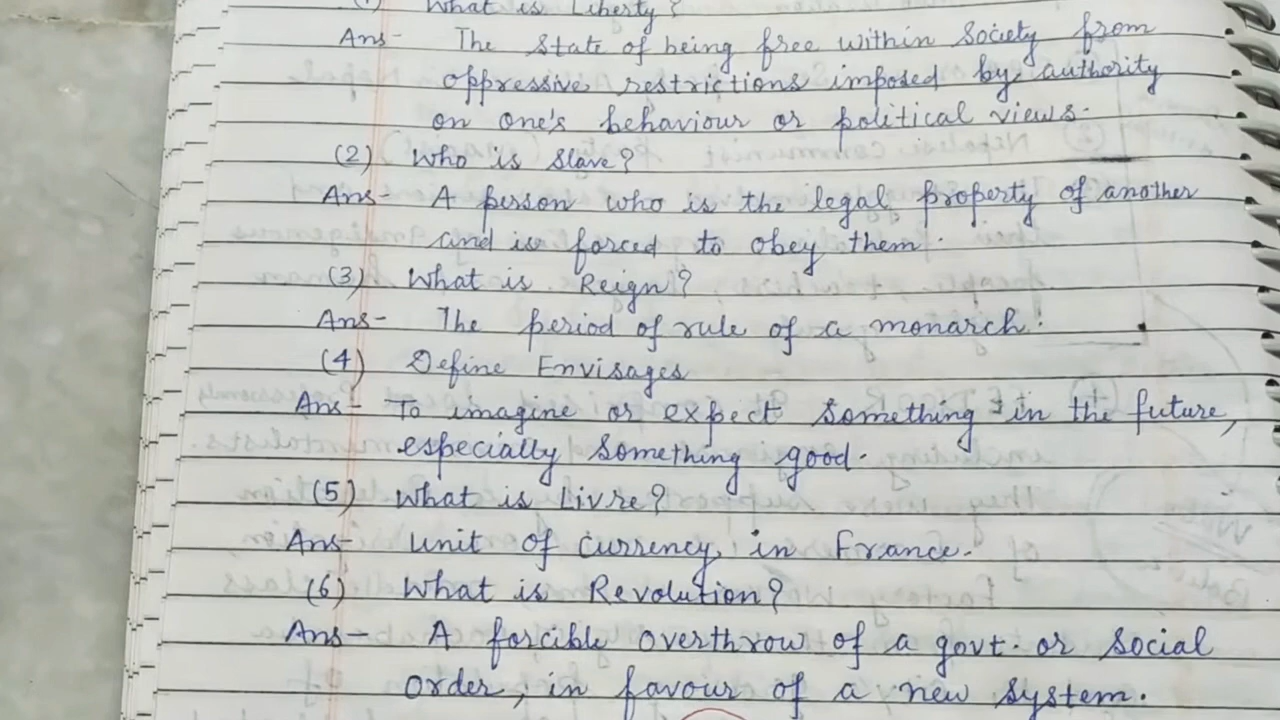 (1) What is Liberty?
Ans- The State of being free within Society from
oppressive restrictions imposed by authority
on one's behaviour or political views.
(2) Who is Slave?
Ans- A person who is the legal property of another
and is forced to obey them.
(3) What is Reign?
Ans- The period of rule of a monarch.
(4) Define Envisages
Ans- To imagine or expect Something in the future,
especially Something good.
(5) What is Livre?
Ans- Unit of currency in France.
(6) What is Revolution?
Ans- A forcible overthrow of a govt. or Social
Order, in favour of a new System.